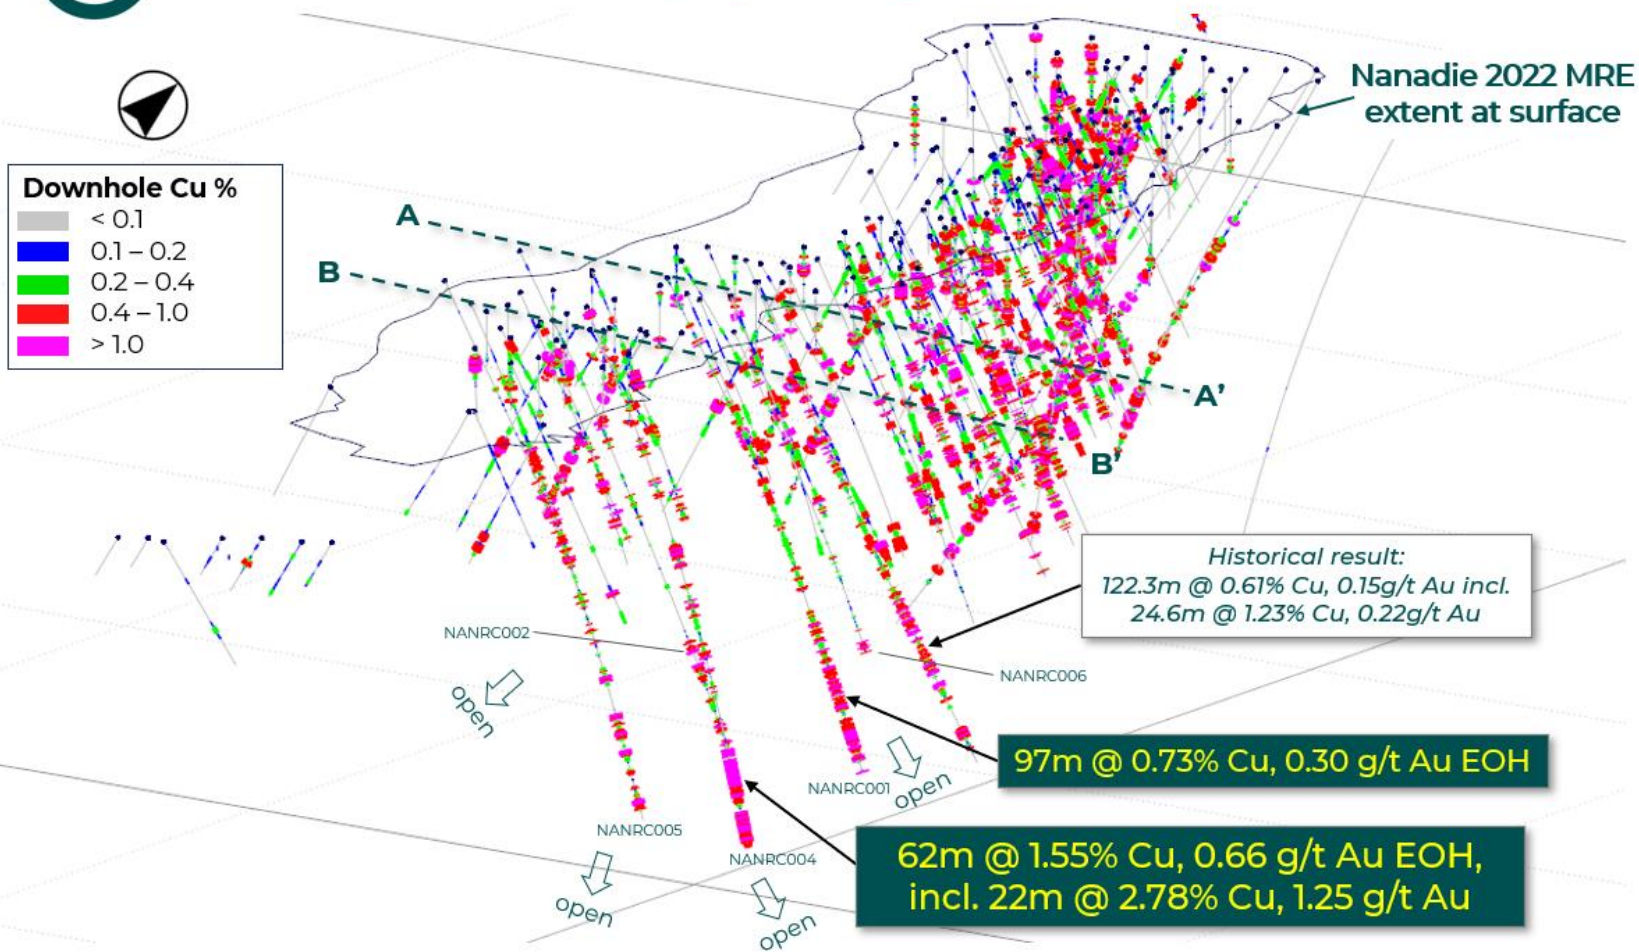 Nanadie 2022 MRE
extent at surface
Downhole Cu %
< 0.1
0.1 – 0.2
0.2 – 0.4
0.4 – 1.0
> 1.0
A
B
A’
B’
Historical result:
122.3m @ 0.61% Cu, 0.15g/t Au incl.
24.6m @ 1.23% Cu, 0.22g/t Au
NANRC002
NANRC006
open
97m @ 0.73% Cu, 0.30 g/t Au EOH
NANRC001
open
NANRC005
NANRC004
62m @ 1.55% Cu, 0.66 g/t Au EOH,
incl. 22m @ 2.78% Cu, 1.25 g/t Au
open
open